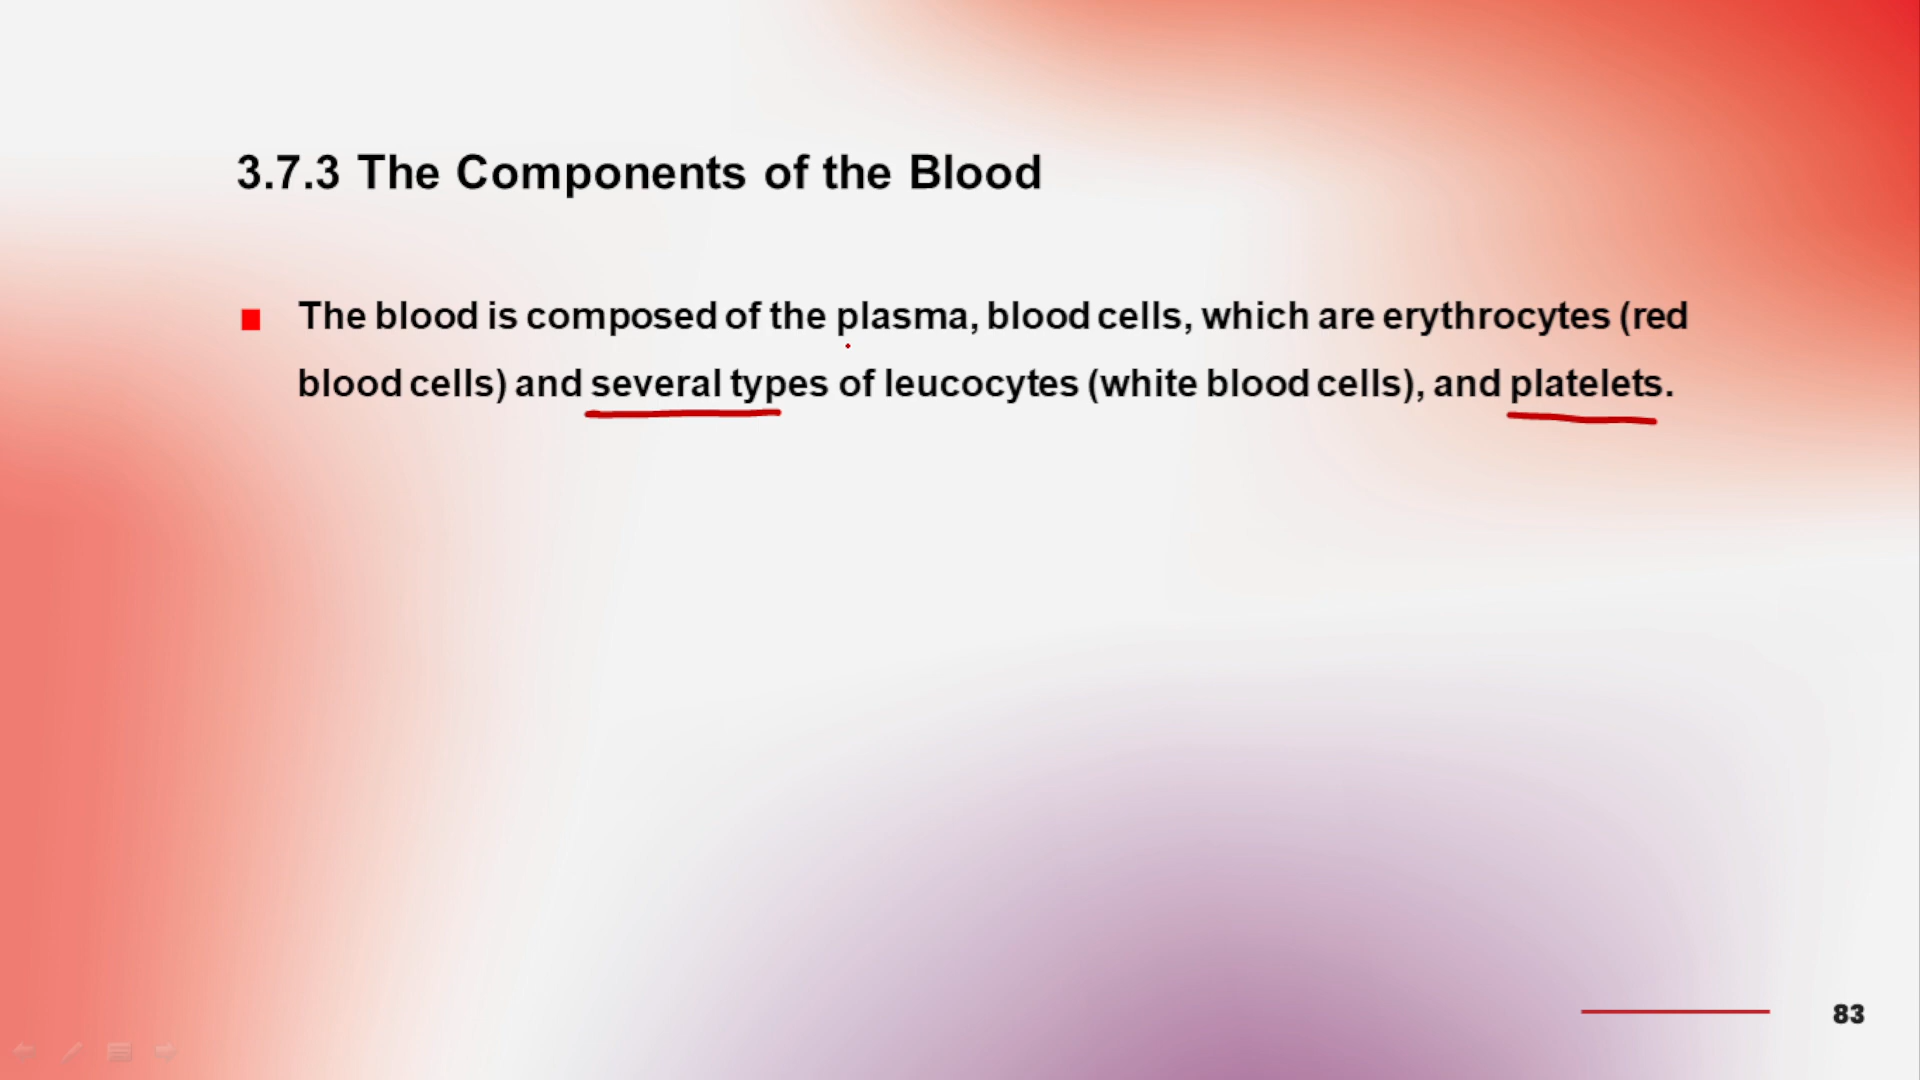 3.7.3 The Components of the Blood
The blood is composed of the plasma, blood cells, which are erythrocytes (red
blood cells) and several types of leucocytes (white blood cells), and platelets.
83